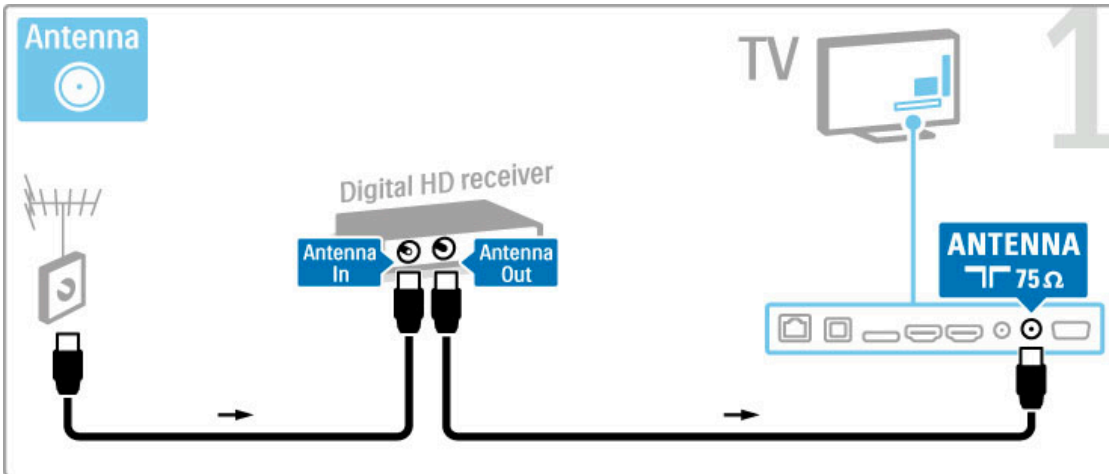 Antenna
TV
1
Digital HD receiver
Antenna
In
Antenna
Out
ANTENNA
75 Ω